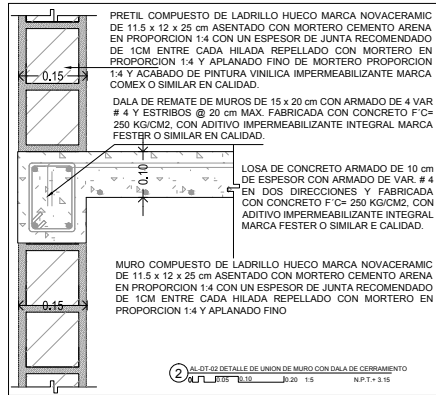 PRETIL COMPUESTO DE LADRILLO HUECO MARCA NOVACERAMIC
DE 11.5 x 12 x 25 cm ASENTADO CON MORTERO CEMENTO ARENA
EN PROPORCION 1:4 CON UN ESPESOR DE JUNTA RECOMENDADO
DE 1CM ENTRE CADA HILADA REPELLADO CON MORTERO EN
PROPORCION 1:4 Y APLANADO FINO DE MORTERO PROPORCION
1:4 Y ACABADO DE PINTURA VINILICA IMPERMEABILIZANTE MARCA
COMEX O SIMILAR EN CALIDAD.
0.15
DALA DE REMATE DE MUROS DE 15 x 20 cm CON ARMADO DE 4 VAR
# 4 Y ESTRIBOS @ 20 cm MAX. FABRICADA CON CONCRETO F´C=
250 KG/CM2, CON ADITIVO IMPERMEABILIZANTE INTEGRAL MARCA
FESTER O SIMILAR EN CALIDAD.
0.10
LOSA DE CONCRETO ARMADO DE 10 cm
DE ESPESOR CON ARMADO DE VAR. # 4
EN DOS DIRECCIONES Y FABRICADA
CON CONCRETO F´C= 250 KG/CM2, CON
ADITIVO IMPERMEABILIZANTE INTEGRAL
MARCA FESTER O SIMILAR E CALIDAD.
MURO COMPUESTO DE LADRILLO HUECO MARCA NOVACERAMIC
DE 11.5 x 12 x 25 cm ASENTADO CON MORTERO CEMENTO ARENA
EN PROPORCION 1:4 CON UN ESPESOR DE JUNTA RECOMENDADO
DE 1CM ENTRE CADA HILADA REPELLADO CON MORTERO EN
PROPORCION 1:4 Y APLANADO FINO
0.15
2 AL-DT-02 DETALLE DE UNION DE MURO CON DALA DE CERRAMIENTO
0 0.05 0.10 0.20 1:5 N.P.T.+ 3.15